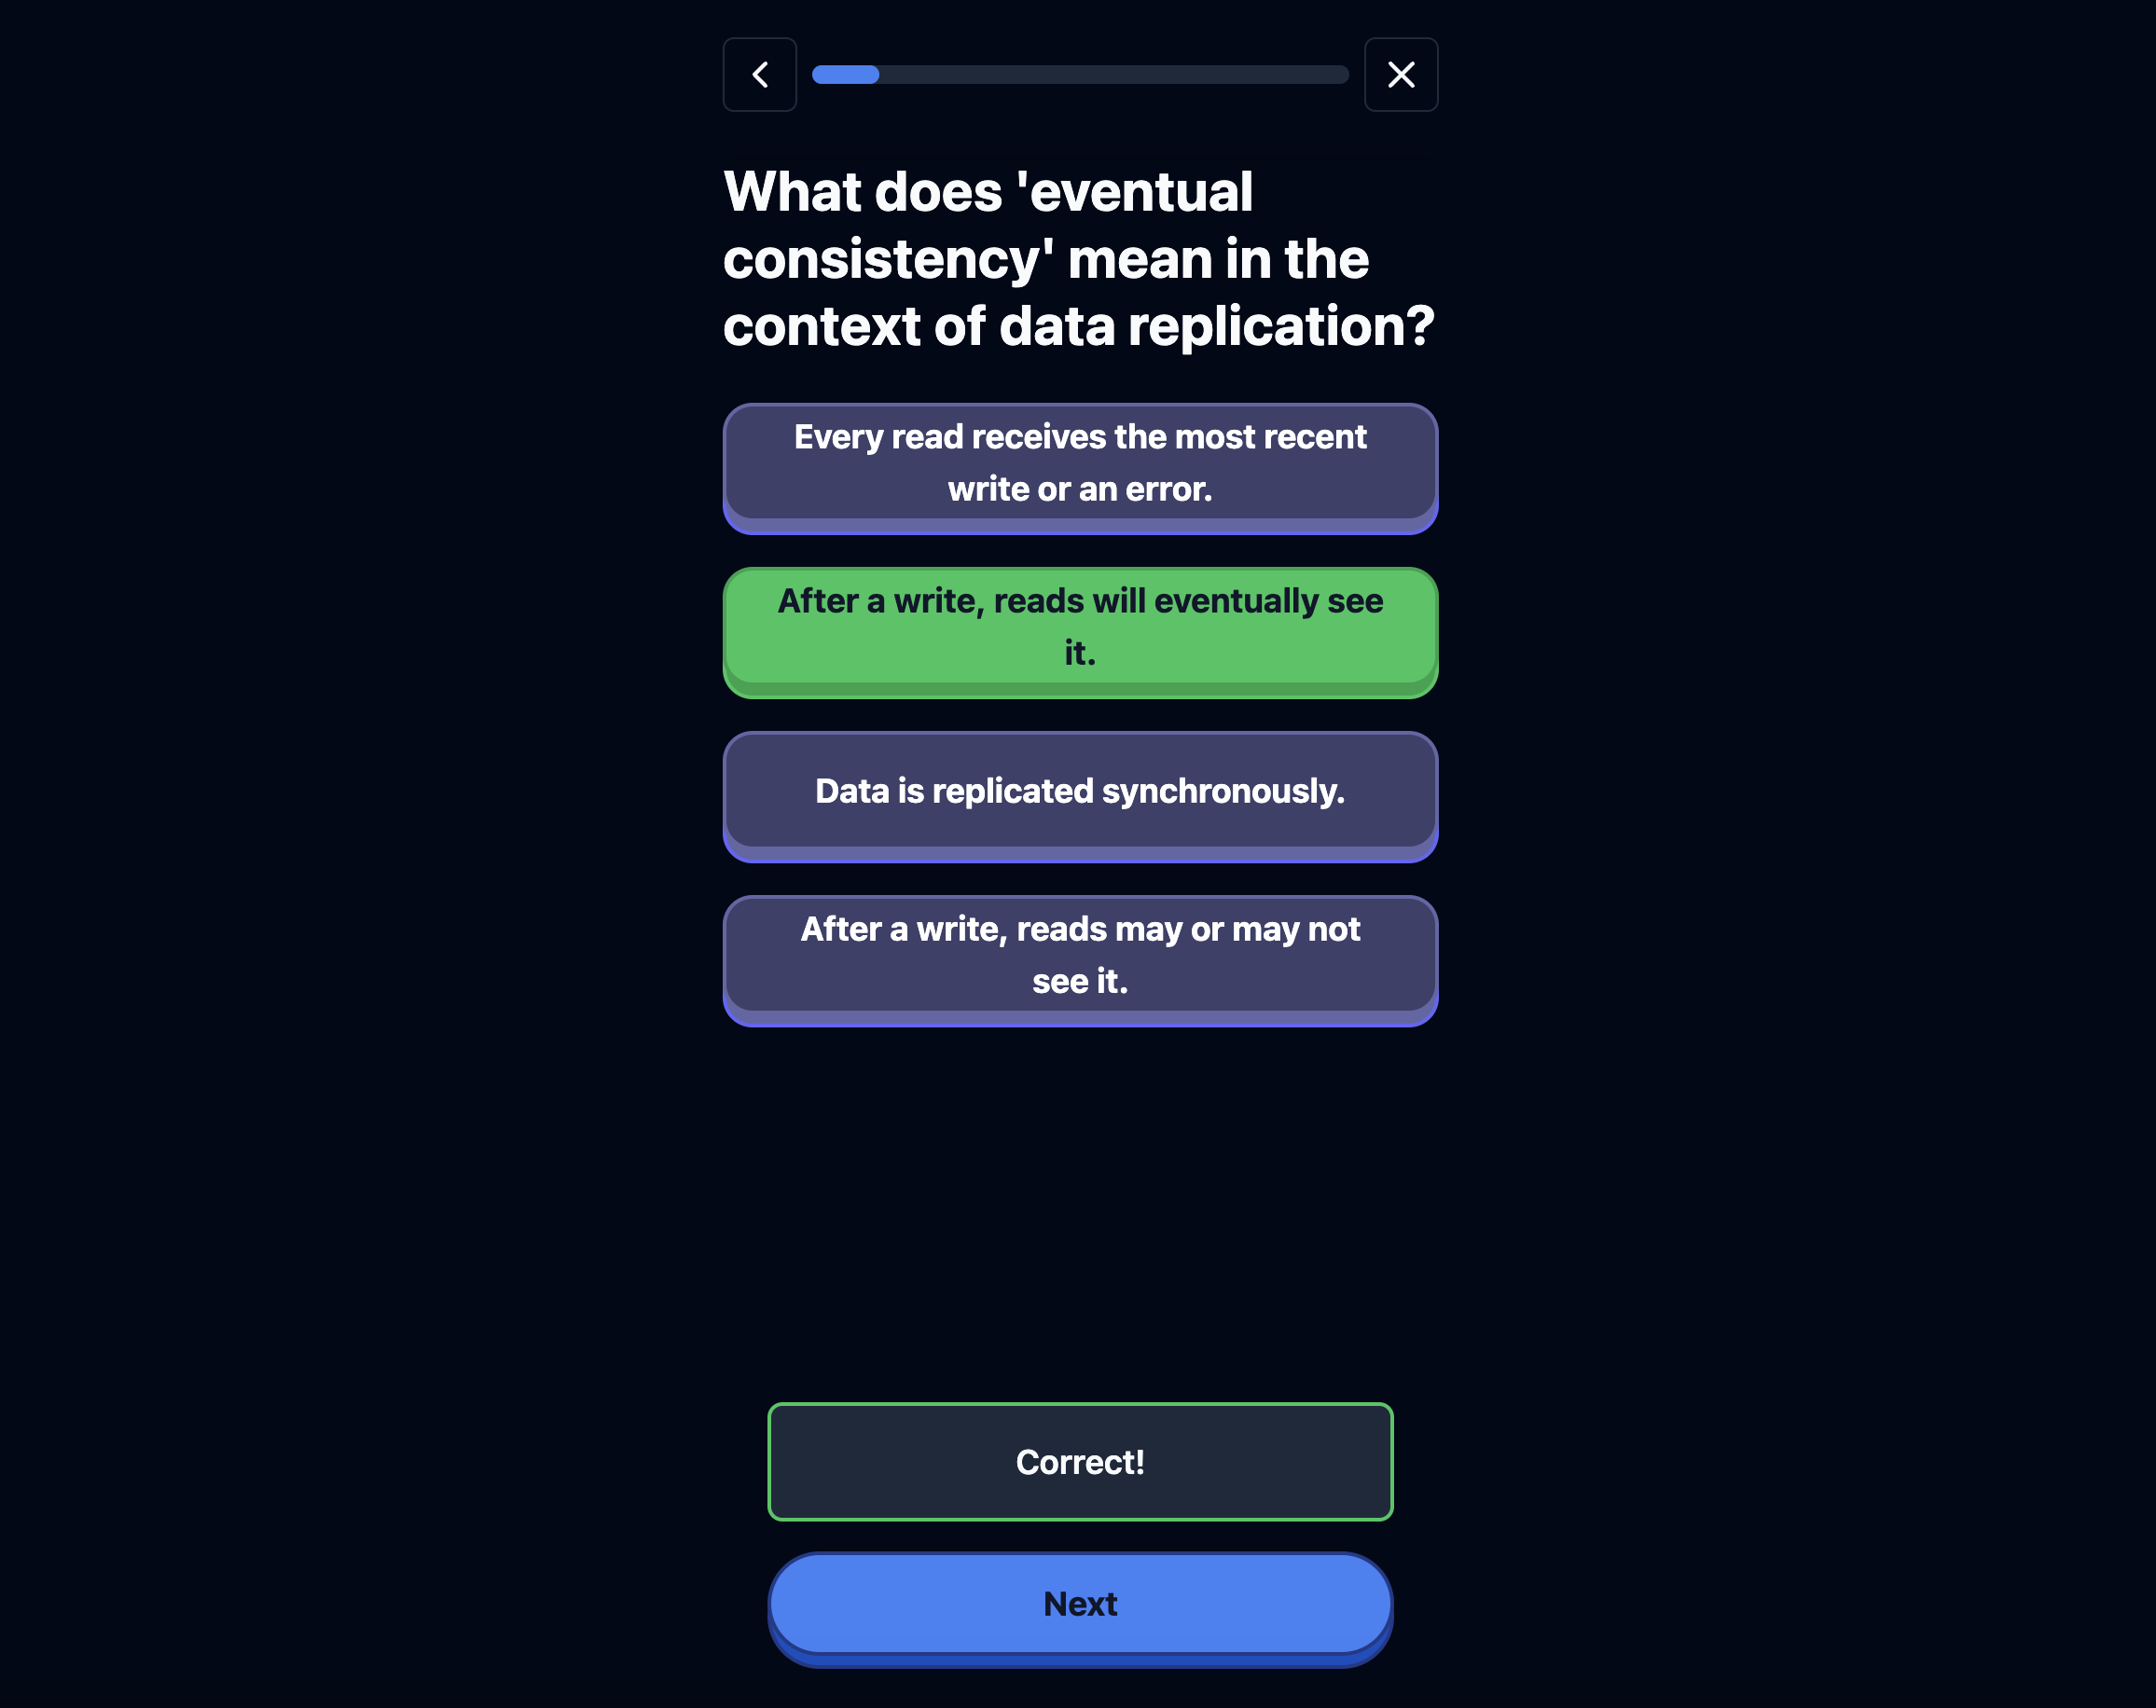 What does 'eventual
consistency' mean in the
context of data replication?
Every read receives the most recent
write or an error.
After a write, reads will eventually see
it.
Data is replicated synchronously.
After a write, reads may or may not
see it.
Correct!
Next